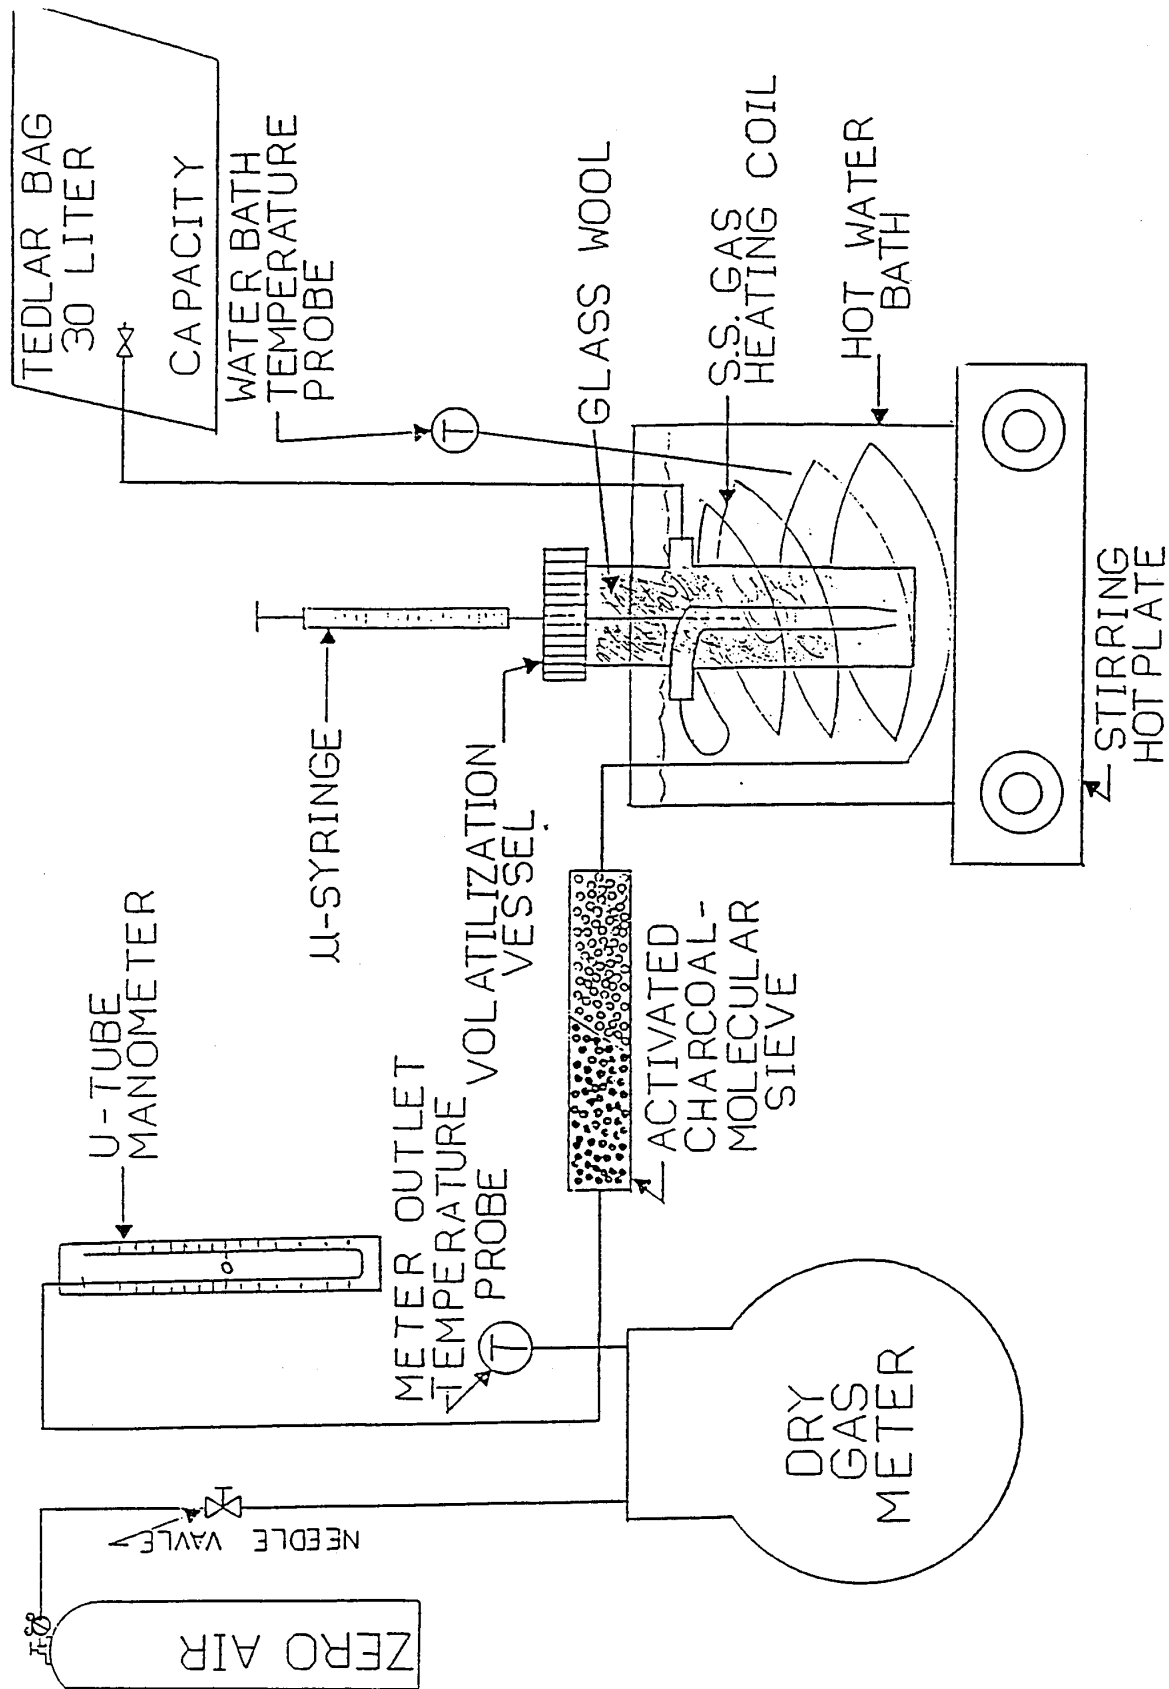 TEDLAR BAG
30 LITER
CAPACITY
WATER BATH
TEMPERATURE
PROBE
T
GLASS WOOL
S.S. GAS
HEATING COIL
HOT WATER
BATH
µ-SYRINGE
VOLATILIZATION
VESSEL
STIRRING
HOT PLATE
U-TUBE
MANOMETER
0
METER OUTLET
TEMPERATURE
PROBE
T
ACTIVATED
CHARCOAL-
MOLECULAR
SIEVE
NEEDLE VAVLE
ZERO AIR
DRY
GAS
METER